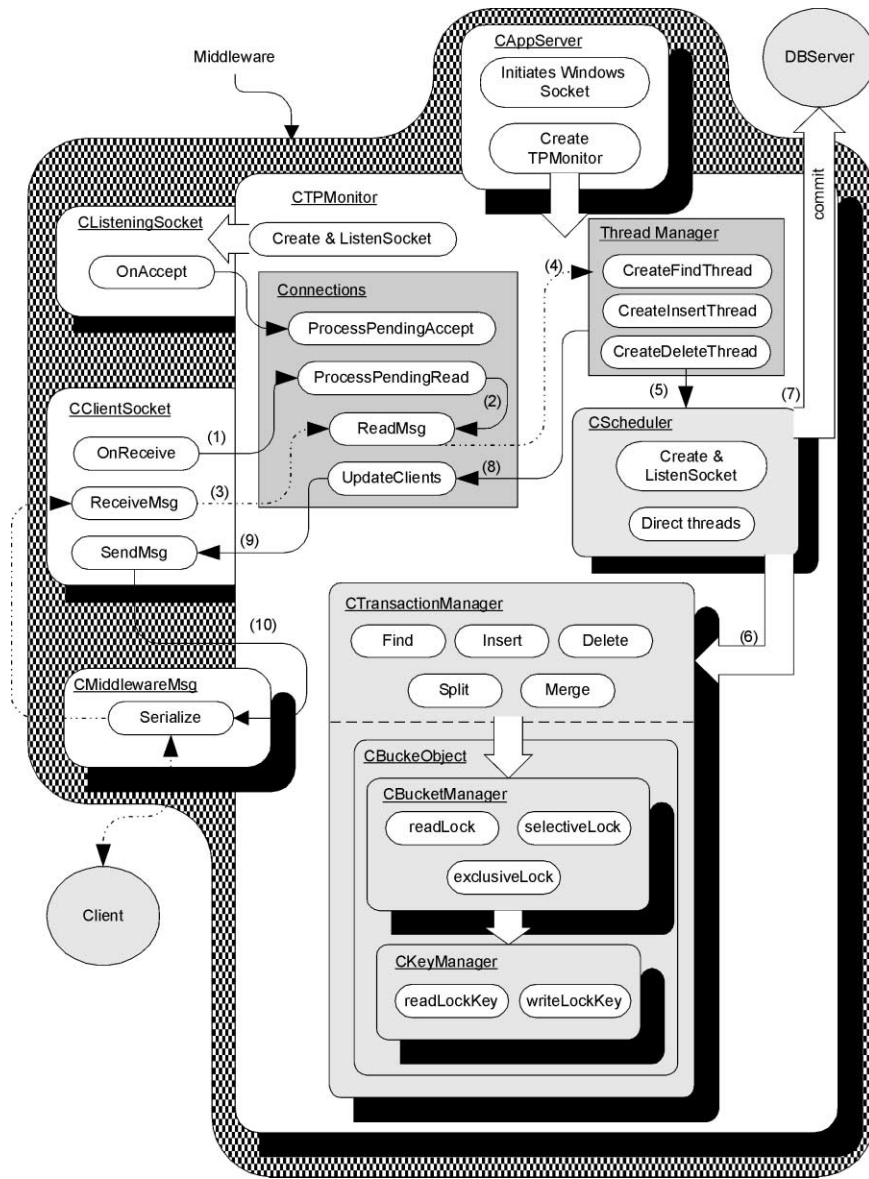 CAppServer
Initiates Windows
Socket
Create
TPMonitor
DBServer
Middleware
commit
CTPMonitor
CListeningSocket
Create & ListenSocket
OnAccept
Thread Manager
CreateFindThread
CreateInsertThread
CreateDeleteThread
(4)
Connections
ProcessPendingAccept
ProcessPendingRead
(2)
ReadMsg
UpdateClients
(5)
(7)
CClientSocket
OnReceive
(1)
ReceiveMsg
(3)
SendMsg
(9)
(8)
CScheduler
Create &
ListenSocket
Direct threads
(10)
(6)
CTransactionManager
Find
Insert
Delete
Split
Merge
CMiddlewareMsg
Serialize
CBuckeObject
CBucketManager
readLock
selectiveLock
exclusiveLock
Client
CKeyManager
readLockKey
writeLockKey